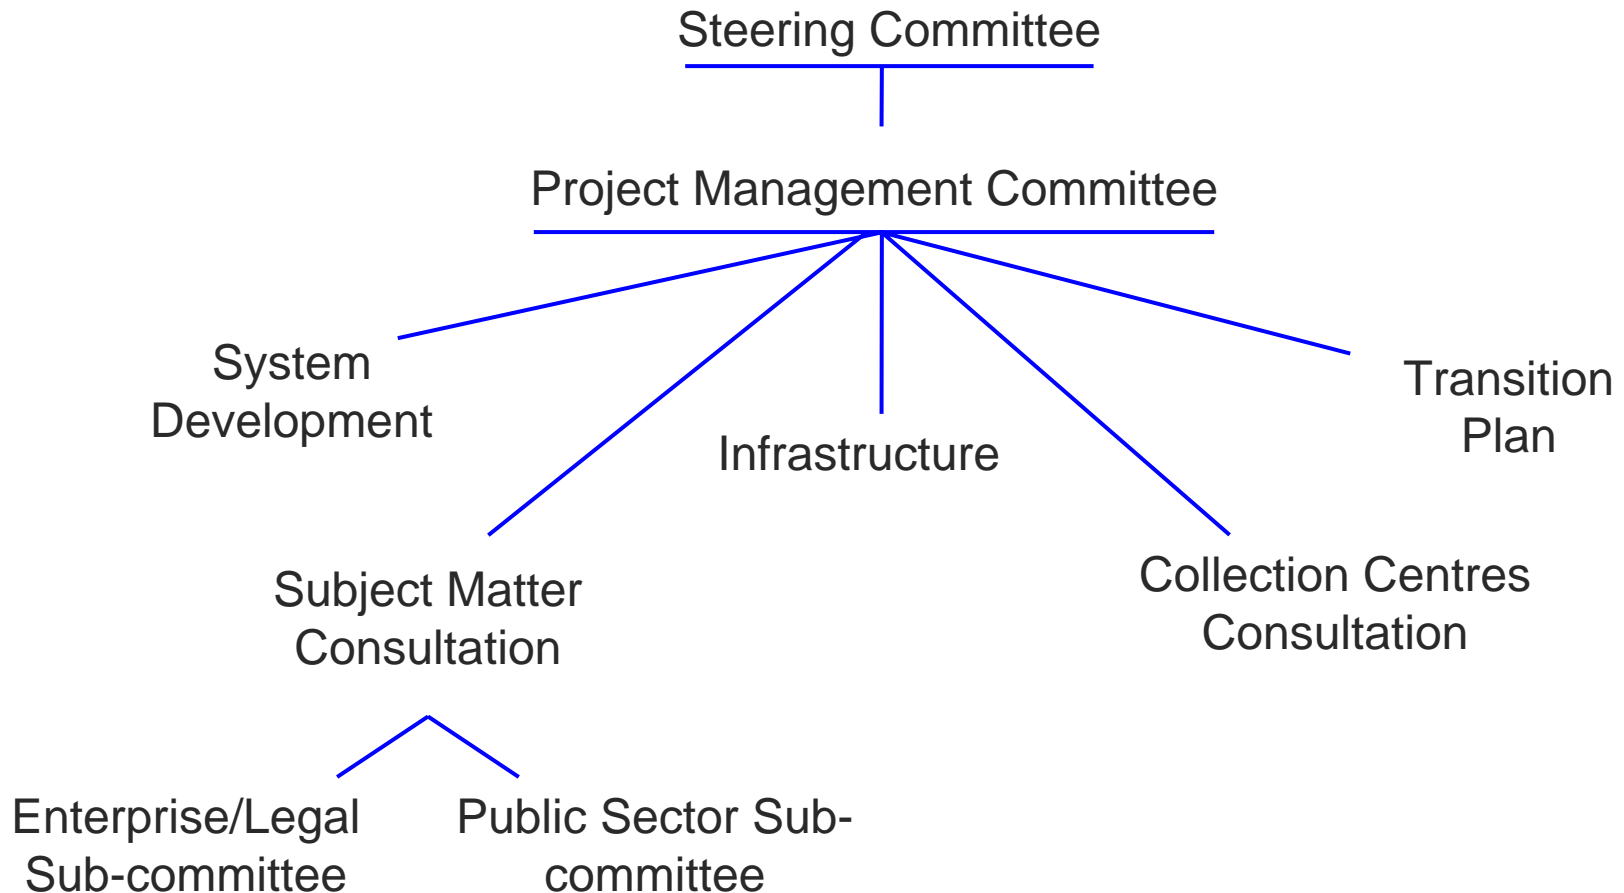 Steering Committee
Project Management Committee
System
Development
Transition
Plan
Infrastructure
Subject Matter
Consultation
Collection Centres
Consultation
Enterprise/Legal
Sub-committee
Public Sector Sub-
committee